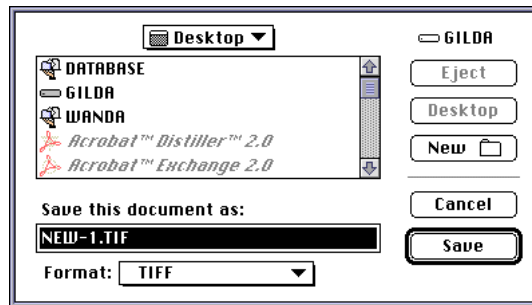 Desktop
GILDA
DATABASE
GILDA
WANDA
Acrobat™ Distiller™ 2.0
Acrobat™ Exchange 2.0
Eject
Desktop
New
Save this document as:
NEW-1.TIF
Format: TIFF
Cancel
Save